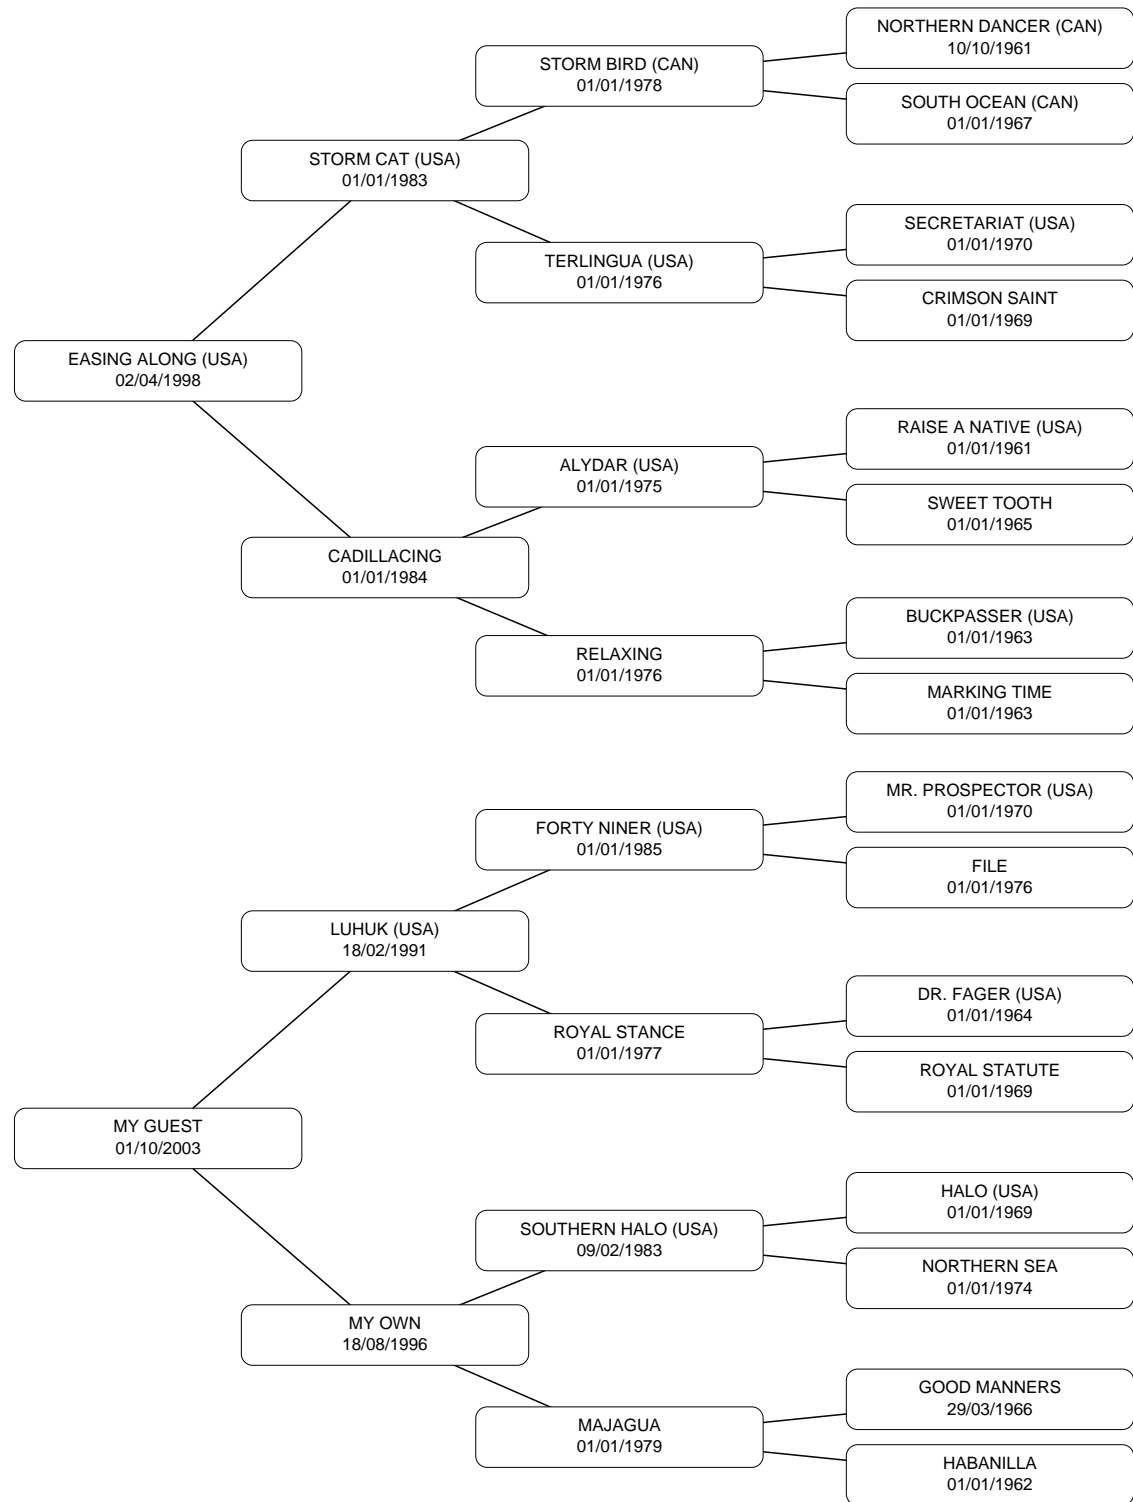 NORTHERN DANCER (CAN)
10/10/1961
STORM BIRD (CAN)
01/01/1978
SOUTH OCEAN (CAN)
01/01/1967
STORM CAT (USA)
01/01/1983
SECRETARIAT (USA)
01/01/1970
TERLINGUA (USA)
01/01/1976
CRIMSON SAINT
01/01/1969
EASING ALONG (USA)
02/04/1998
RAISE A NATIVE (USA)
01/01/1961
ALYDAR (USA)
01/01/1975
SWEET TOOTH
01/01/1965
CADILLACING
01/01/1984
BUCKPASSER (USA)
01/01/1963
RELAXING
01/01/1976
MARKING TIME
01/01/1963
MR. PROSPECTOR (USA)
01/01/1970
FORTY NINER (USA)
01/01/1985
FILE
01/01/1976
LUHUK (USA)
18/02/1991
DR. FAGER (USA)
01/01/1964
ROYAL STANCE
01/01/1977
ROYAL STATUTE
01/01/1969
MY GUEST
01/10/2003
HALO (USA)
01/01/1969
SOUTHERN HALO (USA)
09/02/1983
NORTHERN SEA
01/01/1974
MY OWN
18/08/1996
GOOD MANNERS
29/03/1966
MAJAGUA
01/01/1979
HABANILLA
01/01/1962